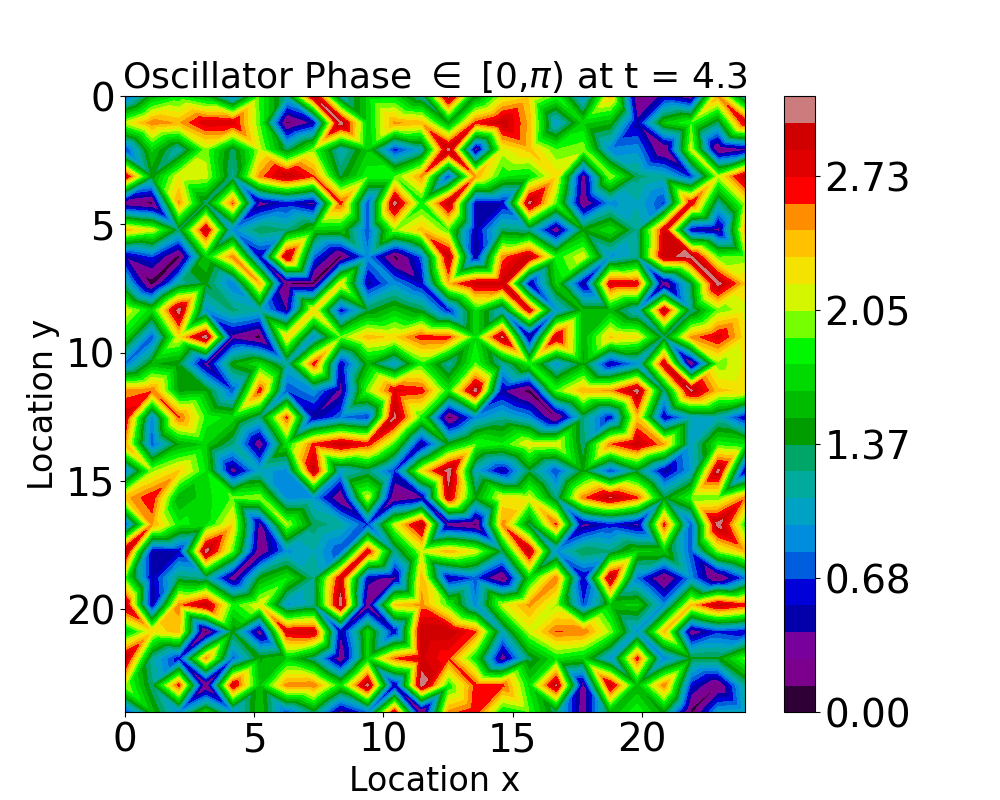 Oscillator Phase ∈ [0,π) at t = 4.3
0
5
10
15
20
Location y
0 5 10 15 20
Location x
2.73
2.05
1.37
0.68
0.00